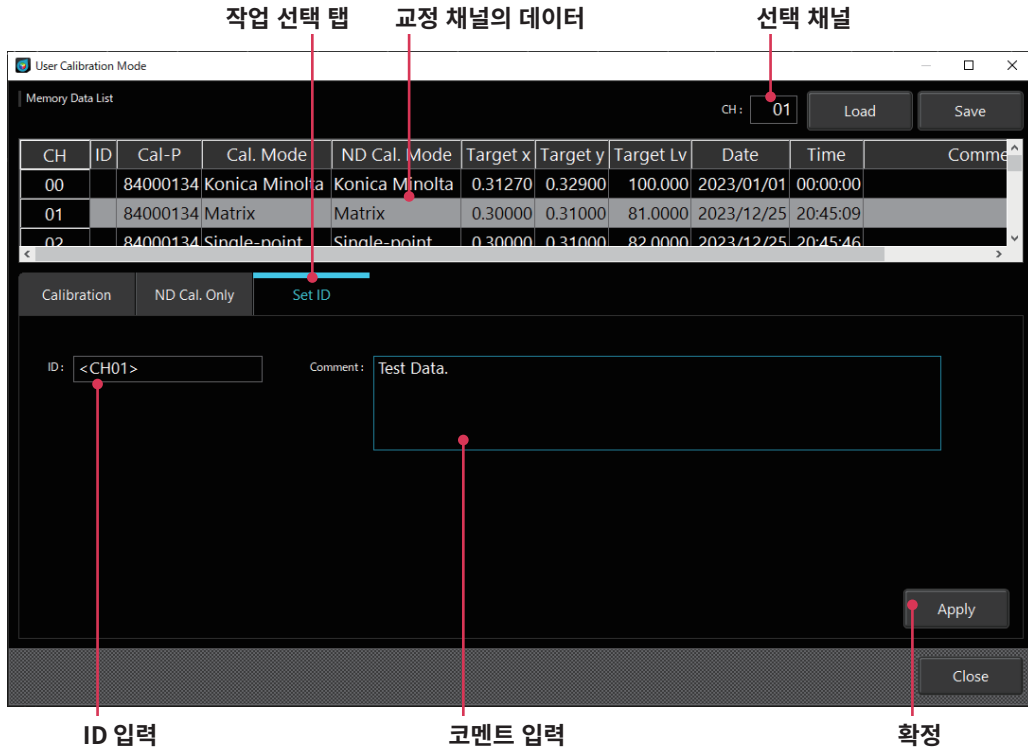 작업 선택 탭 교정 채널의 데이터 선택 채널
User Calibration Mode
Memory Data List
CH : 01 Load Save
CH ID Cal-P Cal. Mode ND Cal. Mode Target x Target y Target Lv Date Time Comme
00 84000134 Konica Minolta Konica Minolta 0.31270 0.32900 100.000 2023/01/01 00:00:00
01 84000134 Matrix Matrix 0.30000 0.31000 81.0000 2023/12/25 20:45:09
02 84000134 Single-point Single-point 0.30000 0.31000 82.0000 2023/12/25 20:45:46
Calibration ND Cal. Only Set ID
ID : <CH01> Comment : Test Data.
Apply
Close
ID 입력 코멘트 입력 확정